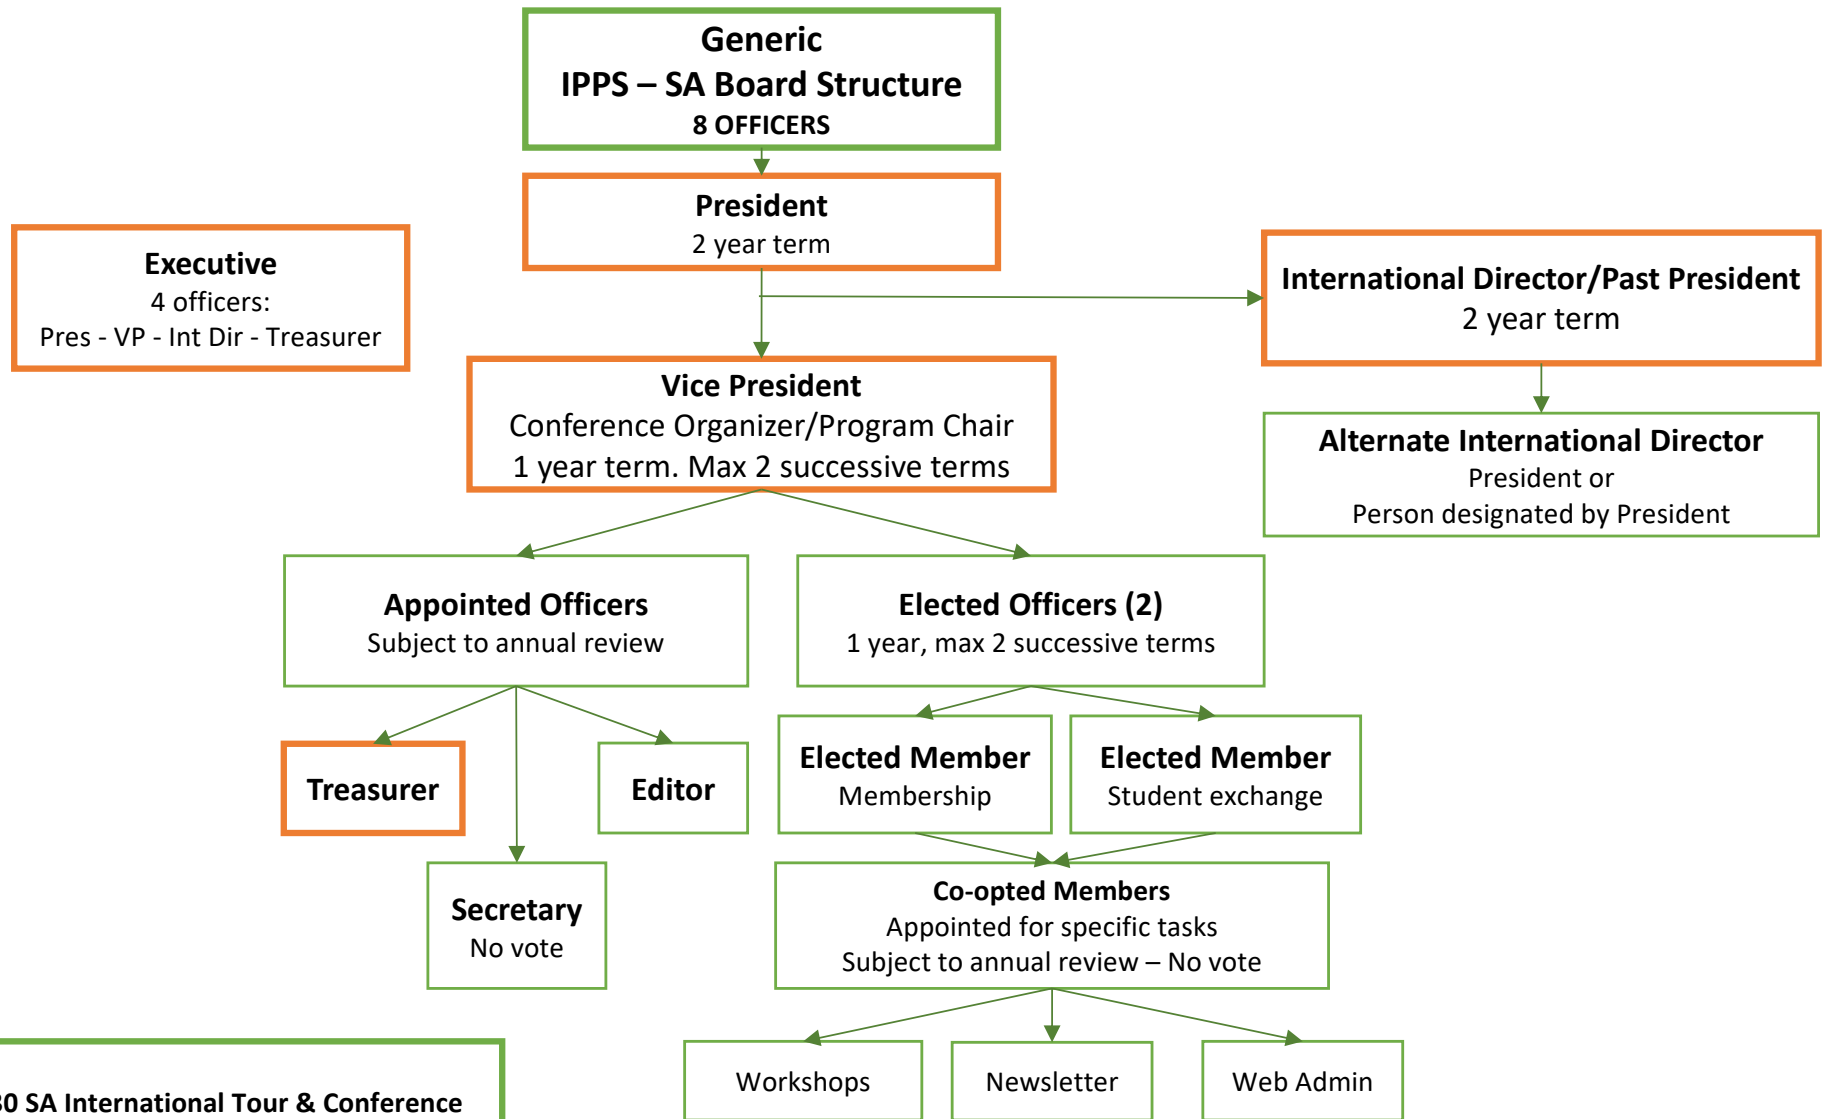 Generic
IPPS – SA Board Structure
8 OFFICERS
President
2 year term
Executive
4 officers:
Pres - VP - Int Dir - Treasurer
International Director/Past President
2 year term
Vice President
Conference Organizer/Program Chair
1 year term. Max 2 successive terms
Alternate International Director
President or
Person designated by President
Appointed Officers
Subject to annual review
Elected Officers (2)
1 year, max 2 successive terms
Treasurer
Editor
Elected Member
Membership
Elected Member
Student exchange
Secretary
No vote
Co-opted Members
Appointed for specific tasks
Subject to annual review – No vote
Workshops
Newsletter
Web Admin
SA International Tour & Conference